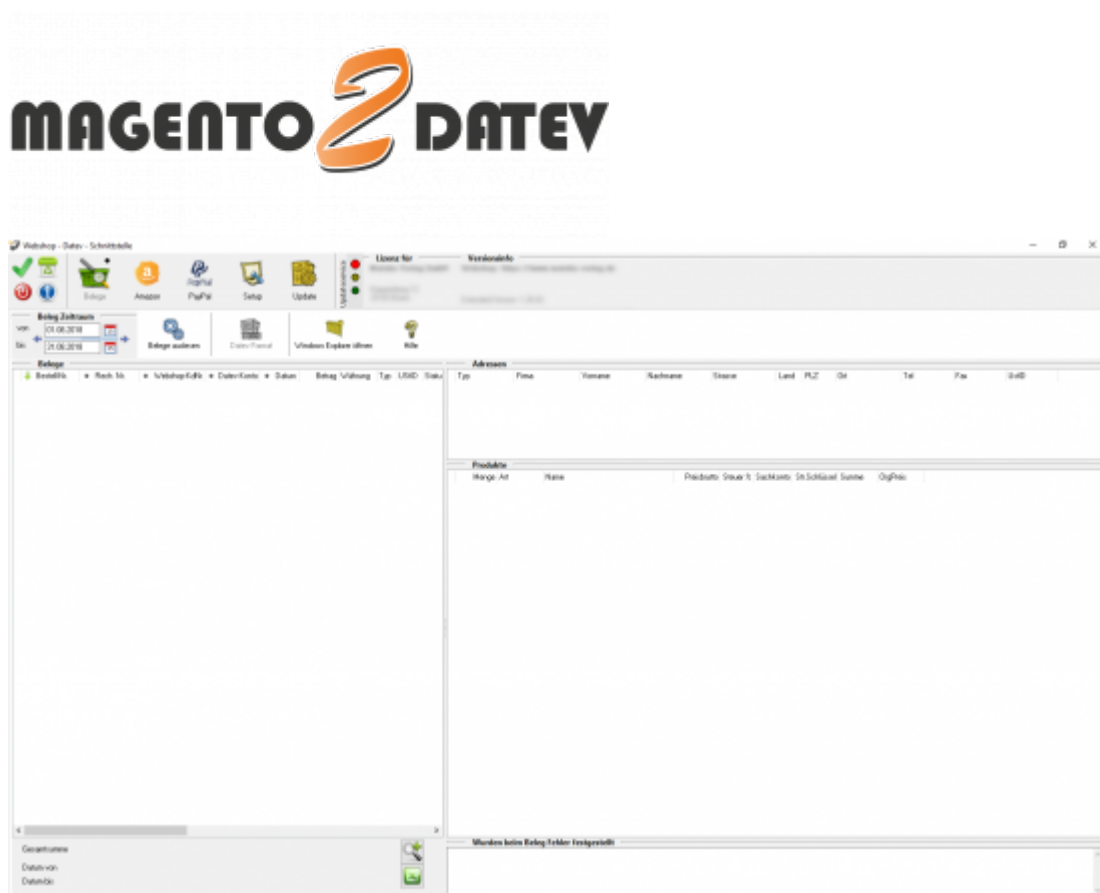 MAGENTO 2 DATEV
Webshop - Datev - Schnittstelle
Belege
Amazon
PayPal
PayPal
Setup
Update
Updateservice
Lizenz für
Versionsinfo
Beleg Zeitraum
von 01.08.2018
bis 31.08.2018
Belege auslesen
Datev Format
Windows Explorer öffnen
Hilfe
Belege
BestellNr. Rech. Nr. Webshop-KdNr. Datev-Konto Datum Betrag Währung Typ UStID Status
Adressen
Typ Firma Vorname Nachname Strasse Land PLZ Ort Tel Fax UstID
Produkte
Menge Art Name Preisbrutto Steuer % Sachkonto Str.Schlüssel Summe OrgPreis
Gesamtsumme
Datum von
Datum bis
Wurden beim Beleg Fehler festgestellt